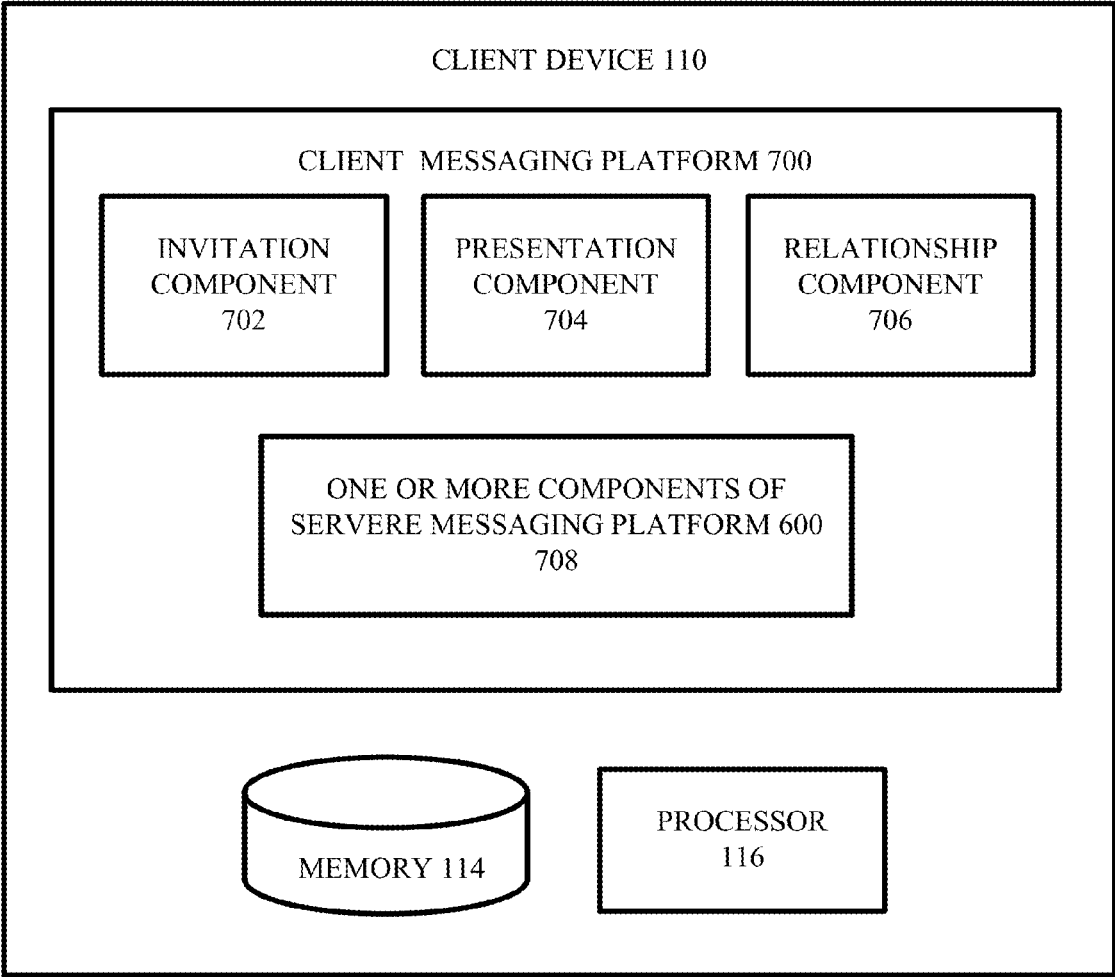 CLIENT DEVICE 110
CLIENT MESSAGING PLATFORM 700
INVITATION
COMPONENT
702
PRESENTATION
COMPONENT
704
RELATIONSHIP
COMPONENT
706
ONE OR MORE COMPONENTS OF
SERVERE MESSAGING PLATFORM 600
708
MEMORY 114
PROCESSOR
116